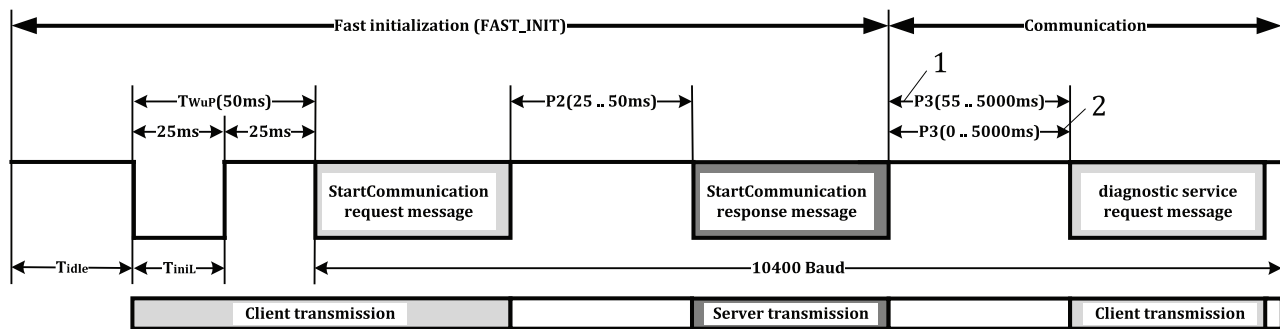 Fast initialization (FAST_INIT)
Communication
1
TWuP(50ms)
P2(25 .. 50ms)
P3(55 .. 5000ms)
2
25ms
25ms
P3(0 .. 5000ms)
StartCommunication
request message
StartCommunication
response message
diagnostic service
request message
Tidle
TiniL
10400 Baud
Client transmission
Server transmission
Client transmission